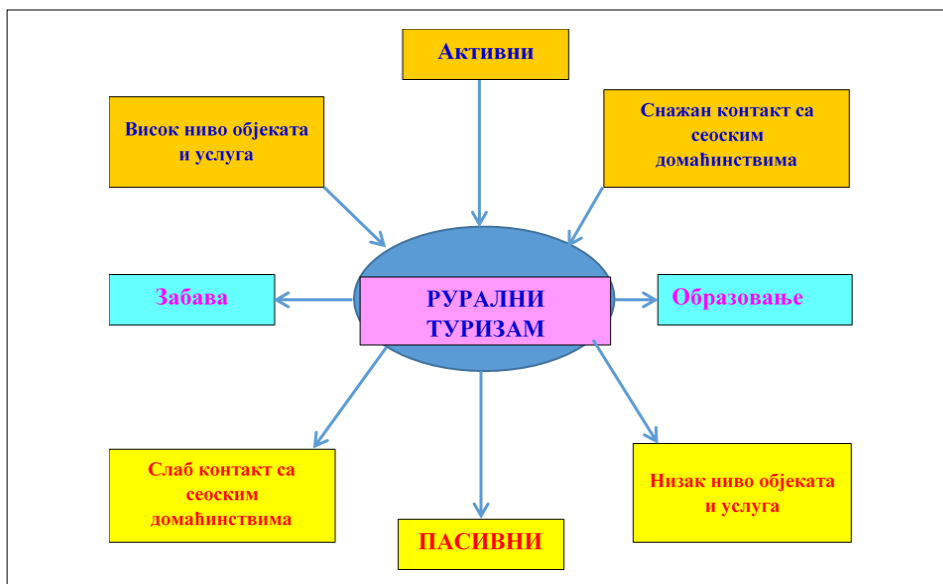 Активни
Висок ниво објеката
и услуга
Снажан контакт са
сеоским
домаћинствима
Забава
РУРАЛНИ
ТУРИЗАМ
Образовање
Слаб контакт са
сеоским
домаћинствима
ПАСИВНИ
Низак ниво објеката
и услуга